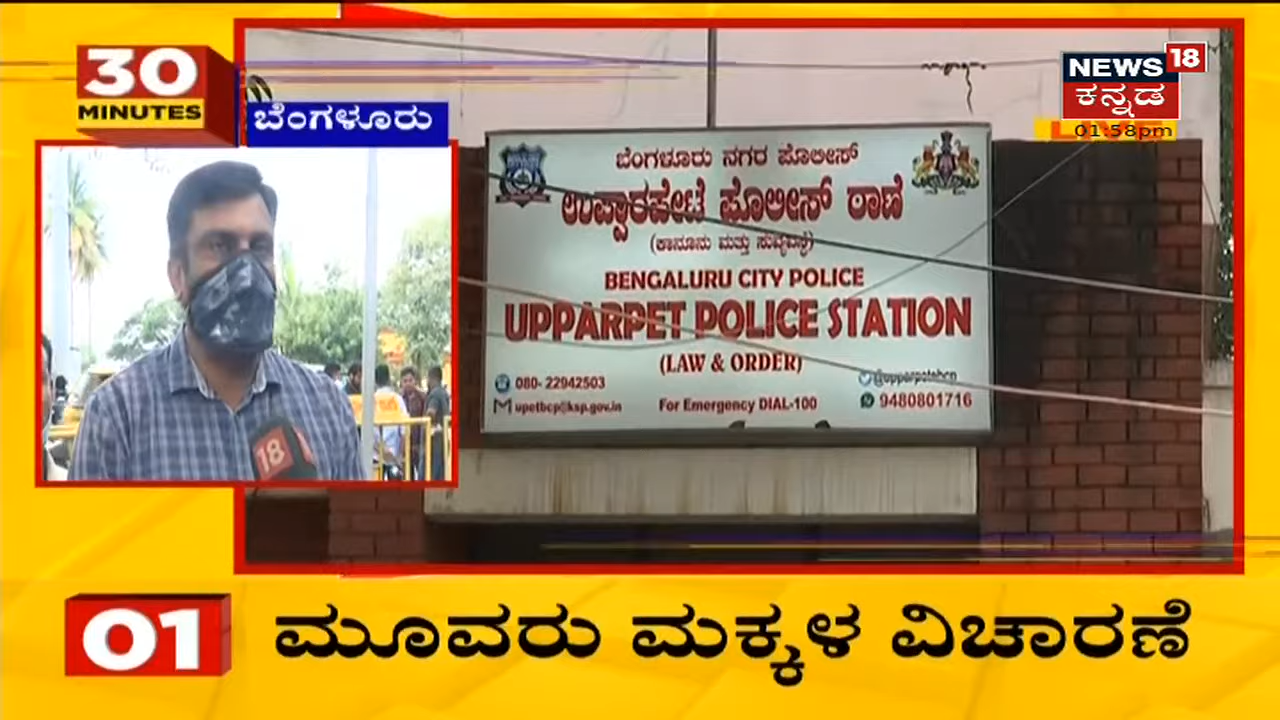 30
MINUTES
ಬೆಂಗಳೂರು
NEWS 18
ಕನ್ನಡ
LIVE
01:58pm
ಬೆಂಗಳೂರು ನಗರ ಪೊಲೀಸ್
ಉಪ್ಪಾರಪೇಟೆ ಪೊಲೀಸ್ ಠಾಣೆ
(ಕಾನೂನು ಮತ್ತು ಸುವ್ಯವಸ್ಥೆ)
BENGALURU CITY POLICE
UPPARPET POLICE STATION
(LAW & ORDER)
080- 22942503
@upparpetebcp
upetbcp@ksp.gov.in
For Emergency DIAL-100
9480801716
18
01
ಮೂವರು ಮಕ್ಕಳ ವಿಚಾರಣೆ